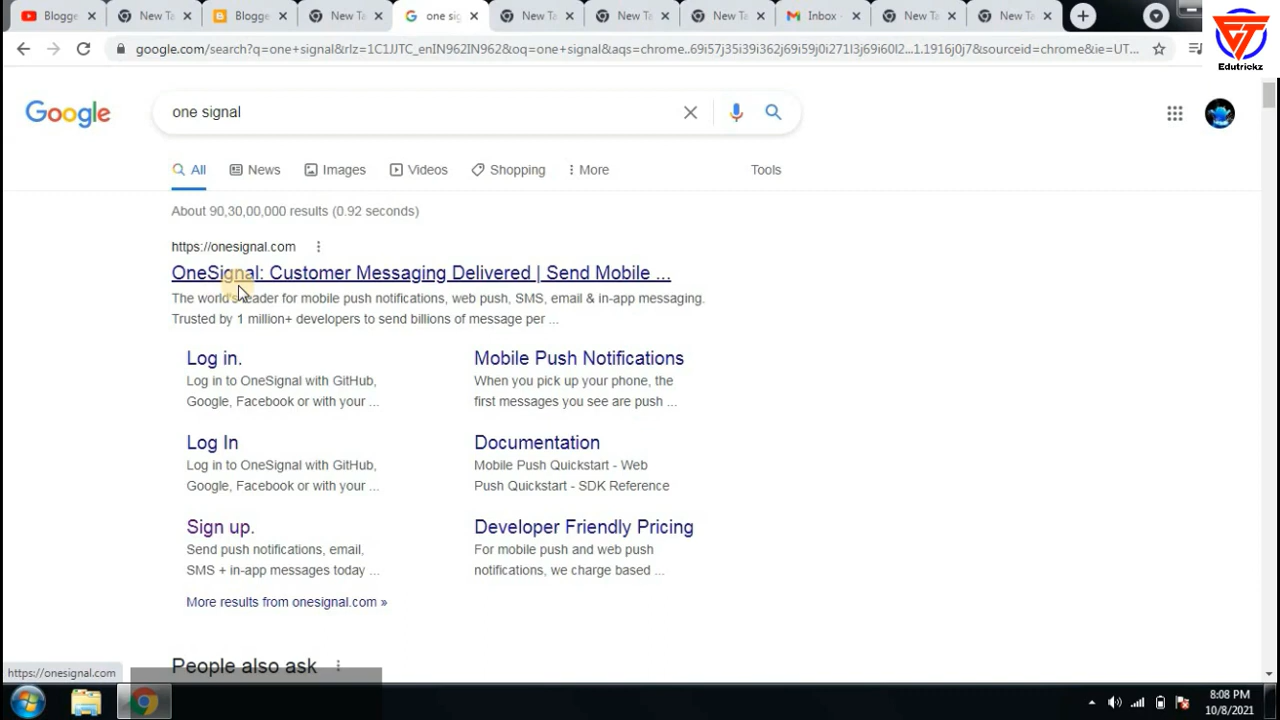 Blogge
New Ta
Blogge
New Ta
one sig
New T
New Ta
New Ta
Inbox
New Ta
New Ta
google.com/search?q=one+signal&rlz=1C1JJTC_enIN962IN962&oq=one+signal&aqs=chrome..69i57j35i39i362j69i59j0i271l3j69i60l2...1.1916j0j7&sourceid=chrome&ie=UT...
Edutrickz
Google
one signal
All
News
Images
Videos
Shopping
More
Tools
About 90,30,00,000 results (0.92 seconds)
https://onesignal.com
OneSignal: Customer Messaging Delivered | Send Mobile ...
The world's leader for mobile push notifications, web push, SMS, email & in-app messaging.
Trusted by 1 million+ developers to send billions of message per ...
Log in.
Log in to OneSignal with GitHub,
Google, Facebook or with your ...
Mobile Push Notifications
When you pick up your phone, the
first messages you see are push ...
Log In
Log in to OneSignal with GitHub,
Google, Facebook or with your ...
Documentation
Mobile Push Quickstart - Web
Push Quickstart - SDK Reference
Sign up.
Send push notifications, email,
SMS + in-app messages today ...
Developer Friendly Pricing
For mobile push and web push
notifications, we charge based ...
More results from onesignal.com »
People also ask
https://onesignal.com
8:08 PM
10/8/2021